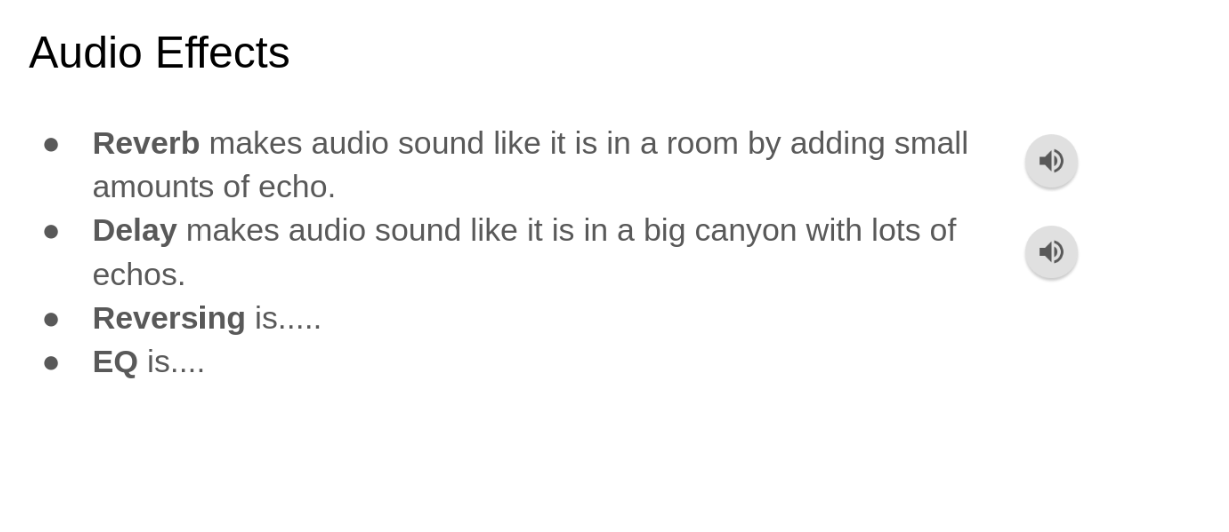 Audio Effects
● Reverb makes audio sound like it is in a room by adding small
amounts of echo.
● Delay makes audio sound like it is in a big canyon with lots of
echos.
● Reversing is.....
● EQ is....